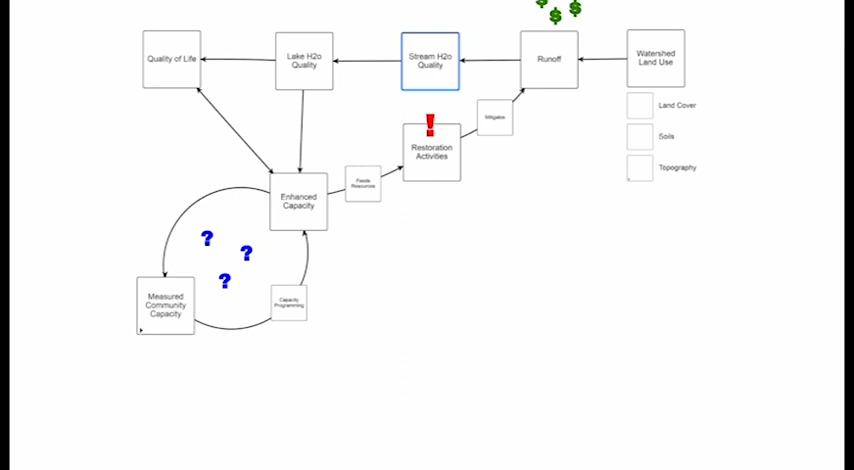 $
$
$
Quality of Life
Lake H2o
Quality
Stream H2o
Quality
Runoff
Watershed
Land Use
Land Cover
Soils
Topography
Mitigates
!
Restoration
Activities
Feeds
Resources
Enhanced
Capacity
?
?
?
Measured
Community
Capacity
Capacity
Programming